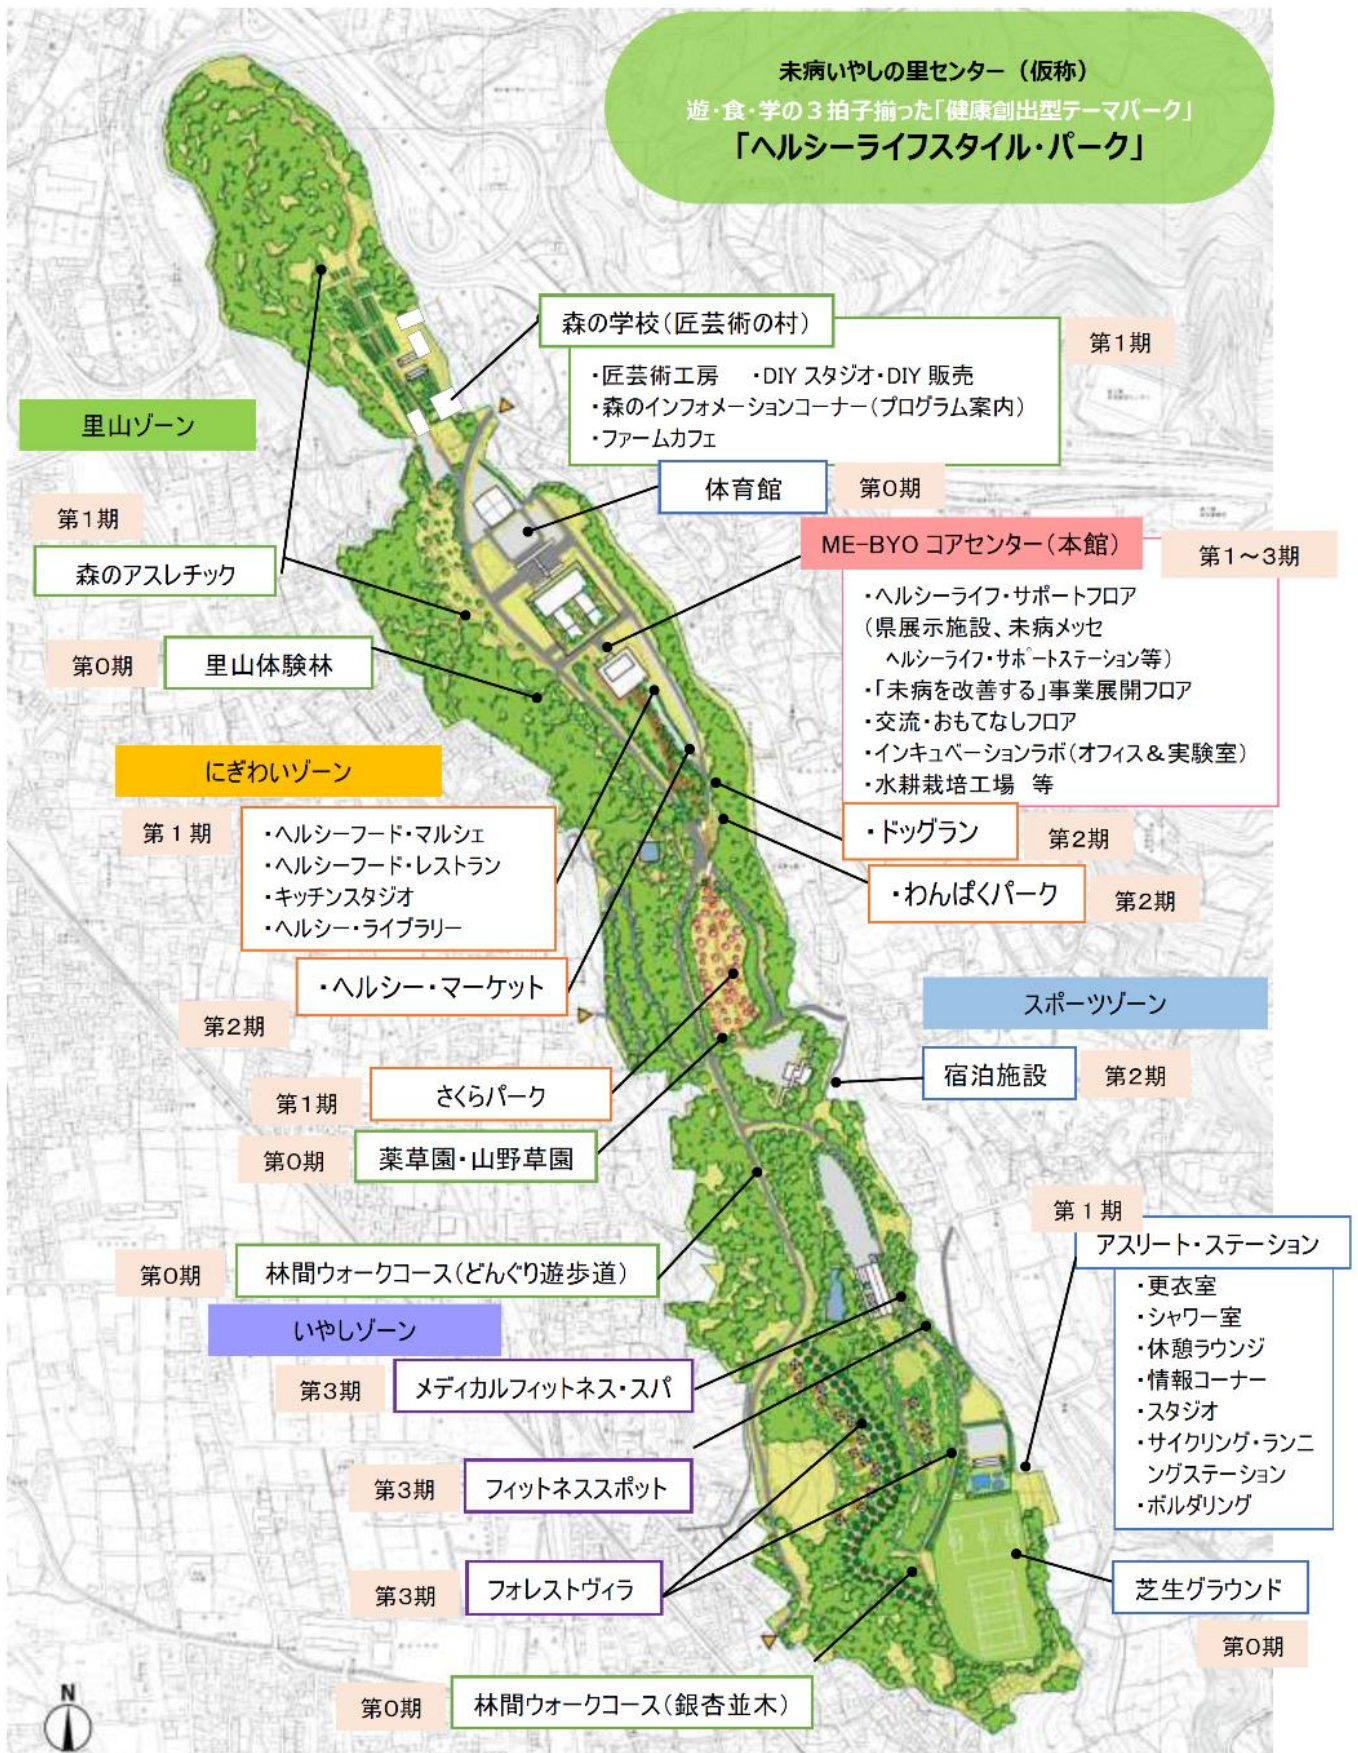 未病いやしの里センター（仮称）
遊・食・学の３拍子揃った「健康創出型テーマパーク」
「ヘルシーライフスタイル・パーク」
森の学校（匠芸術の村）
第1期
・匠芸術工房　・DIY スタジオ・DIY 販売
・森のインフォメーションコーナー（プログラム案内）
・ファームカフェ
里山ゾーン
体育館
第0期
第1期
森のアスレチック
ME-BYO コアセンター（本館）
第1～3期
・ヘルシーライフ・サポートフロア
（県展示施設、未病メッセ
ヘルシーライフ・サポートステーション等）
・「未病を改善する」事業展開フロア
・交流・おもてなしフロア
・インキュベーションラボ（オフィス＆実験室）
・水耕栽培工場　等
第0期
里山体験林
にぎわいゾーン
第１期
・ヘルシーフード・マルシェ
・ヘルシーフード・レストラン
・キッチンスタジオ
・ヘルシー・ライブラリー
・ドッグラン
第2期
・わんぱくパーク
第2期
・ヘルシー・マーケット
第2期
スポーツゾーン
宿泊施設
第2期
第1期
さくらパーク
第0期
薬草園・山野草園
第0期
林間ウォークコース（どんぐり遊歩道）
第１期
アスリート・ステーション
・更衣室
・シャワー室
・休憩ラウンジ
・情報コーナー
・スタジオ
・サイクリング・ランニ
ングステーション
・ボルダリング
いやしゾーン
第3期
メディカルフィットネス・スパ
第3期
フィットネススポット
第3期
フォレストヴィラ
芝生グラウンド
第0期
第0期
林間ウォークコース（銀杏並木）
N